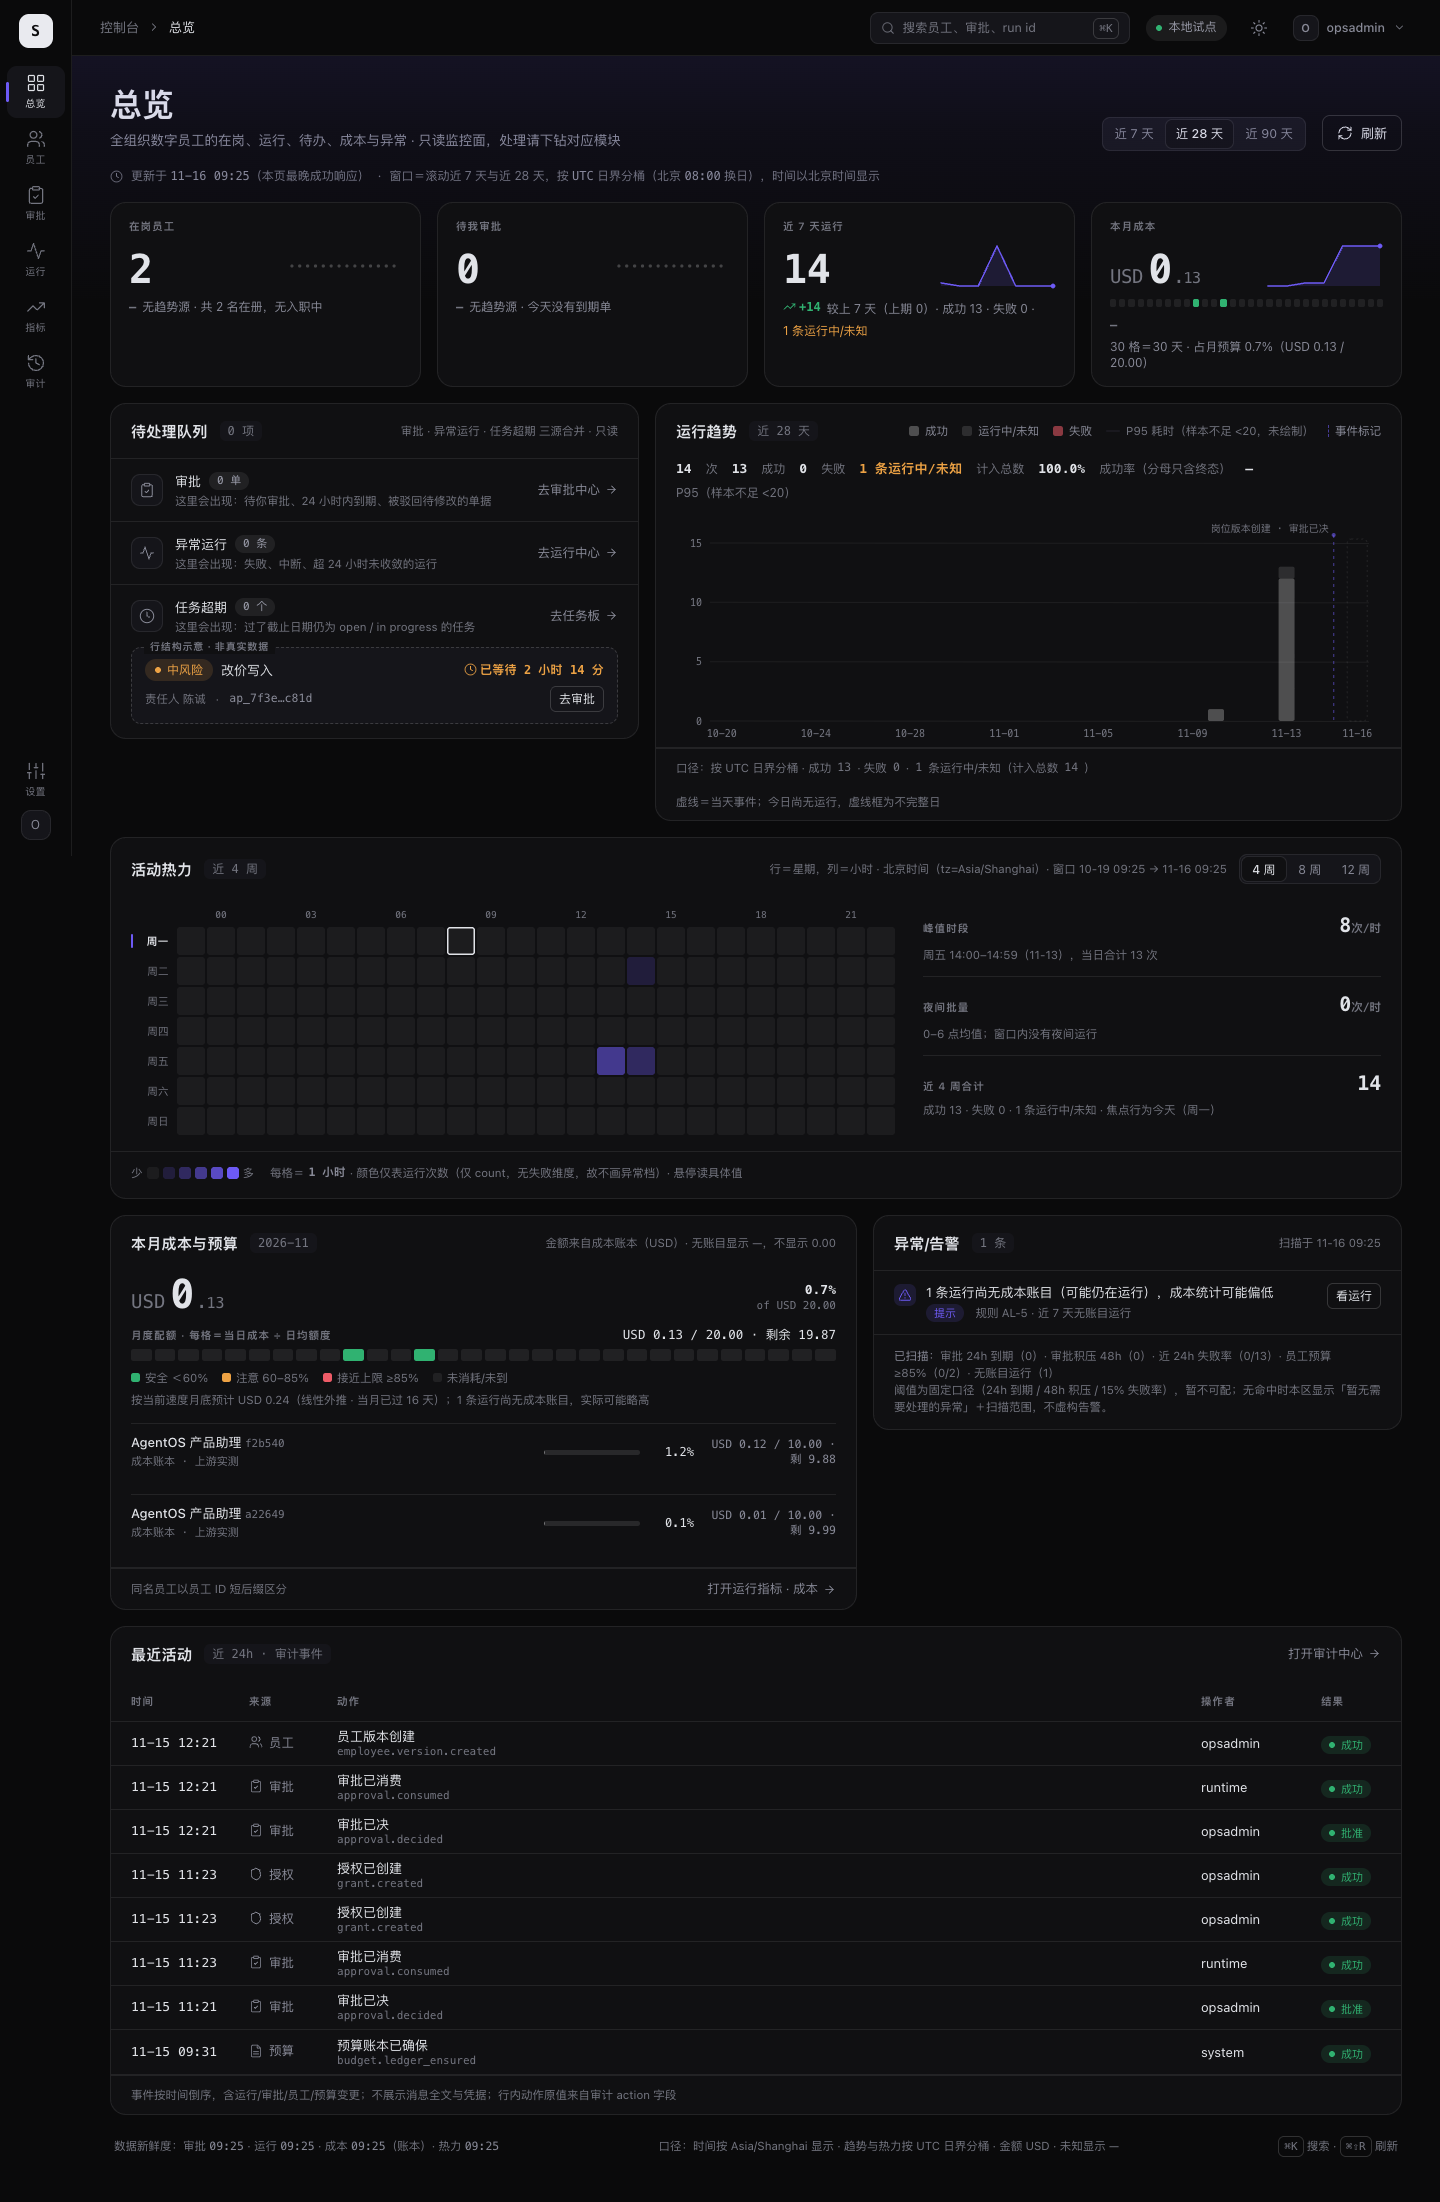 S
控制台 > 总览
搜索员工、审批、run id ⌘K
本地试点
O opsadmin
总览
员工
审批
运行
指标
审计
设置
O
总览
全组织数字员工的在岗、运行、待办、成本与异常 · 只读监控面，处理请下钻对应模块
近 7 天 近 28 天 近 90 天 刷新
更新于 11-16 09:25（本页最晚成功响应） · 窗口＝滚动近 7 天与近 28 天，按 UTC 日界分桶（北京 08:00 换日），时间以北京时间显示
在岗员工
2
— 无趋势源 · 共 2 名在册，无入职中
待我审批
0
— 无趋势源 · 今天没有到期单
近 7 天运行
14
+14 较上 7 天（上期 0）· 成功 13 · 失败 0 ·
1 条运行中/未知
本月成本
USD 0.13
—
30 格＝30 天 · 占月预算 0.7%（USD 0.13 /
20.00）
待处理队列 0 项 审批 · 异常运行 · 任务超期 三源合并 · 只读
审批 0 单
这里会出现：待你审批、24 小时内到期、被驳回待修改的单据
去审批中心 →
异常运行 0 条
这里会出现：失败、中断、超 24 小时未收敛的运行
去运行中心 →
任务超期 0 个
这里会出现：过了截止日期仍为 open / in progress 的任务
去任务板 →
行结构示意 · 非真实数据
中风险 改价写入 已等待 2 小时 14 分
责任人 陈诚 · ap_7f3e…c81d 去审批
运行趋势 近 28 天 成功 运行中/未知 失败 P95 耗时（样本不足 <20，未绘制） 事件标记
14 次 13 成功 0 失败 1 条运行中/未知 计入总数 100.0% 成功率（分母只含终态） —
P95（样本不足 <20）
岗位版本创建 · 审批已决
15
10
5
0
10-20 10-24 10-28 11-01 11-05 11-09 11-13 11-16
口径：按 UTC 日界分桶 · 成功 13 · 失败 0 · 1 条运行中/未知（计入总数 14 ）
虚线＝当天事件；今日尚无运行，虚线框为不完整日
活动热力 近 4 周 行＝星期，列＝小时 · 北京时间（tz=Asia/Shanghai）· 窗口 10-19 09:25 → 11-16 09:25 4 周 8 周 12 周
00 03 06 09 12 15 18 21
周一
周二
周三
周四
周五
周六
周日
峰值时段 8次/时
周五 14:00–14:59（11-13），当日合计 13 次
夜间批量 0次/时
0–6 点均值；窗口内没有夜间运行
近 4 周合计 14
成功 13 · 失败 0 · 1 条运行中/未知 · 焦点行为今天（周一）
少 多 每格＝ 1 小时 · 颜色仅表运行次数（仅 count，无失败维度，故不画异常档）· 悬停读具体值
本月成本与预算 2026-11 金额来自成本账本（USD）· 无账目显示 —，不显示 0.00
USD 0.13
0.7%
of USD 20.00
月度配额 · 每格＝当日成本 ÷ 日均额度 USD 0.13 / 20.00 · 剩余 19.87
安全 ＜60% 注意 60–85% 接近上限 ≥85% 未消耗/未到
按当前速度月底预计 USD 0.24（线性外推 · 当月已过 16 天）；1 条运行尚无成本账目，实际可能略高
AgentOS 产品助理 f2b540
成本账本 · 上游实测
1.2% USD 0.12 / 10.00 ·
剩 9.88
AgentOS 产品助理 a22649
成本账本 · 上游实测
0.1% USD 0.01 / 10.00 ·
剩 9.99
同名员工以员工 ID 短后缀区分 打开运行指标 · 成本 →
异常/告警 1 条 扫描于 11-16 09:25
1 条运行尚无成本账目（可能仍在运行），成本统计可能偏低
提示 规则 AL-5 · 近 7 天无账目运行
看运行
已扫描：审批 24h 到期（0）· 审批积压 48h（0）· 近 24h 失败率（0/13）· 员工预算
≥85%（0/2）· 无账目运行（1）
阈值为固定口径（24h 到期 / 48h 积压 / 15% 失败率），暂不可配；无命中时本区显示「暂无需
要处理的异常」＋扫描范围，不虚构告警。
最近活动 近 24h · 审计事件 打开审计中心 →
时间 来源 动作 操作者 结果
11-15 12:21 员工 员工版本创建 opsadmin 成功
employee.version.created
11-15 12:21 审批 审批已消费 runtime 成功
approval.consumed
11-15 12:21 审批 审批已决 opsadmin 批准
approval.decided
11-15 11:23 授权 授权已创建 opsadmin 成功
grant.created
11-15 11:23 授权 授权已创建 opsadmin 成功
grant.created
11-15 11:23 审批 审批已消费 runtime 成功
approval.consumed
11-15 11:21 审批 审批已决 opsadmin 批准
approval.decided
11-15 09:31 预算 预算账本已确保 system 成功
budget.ledger_ensured
事件按时间倒序，含运行/审批/员工/预算变更；不展示消息全文与凭据；行内动作原值来自审计 action 字段
数据新鲜度：审批 09:25 · 运行 09:25 · 成本 09:25（账本）· 热力 09:25
口径：时间按 Asia/Shanghai 显示 · 趋势与热力按 UTC 日界分桶 · 金额 USD · 未知显示 —
⌘K 搜索 · ⌘⇧R 刷新